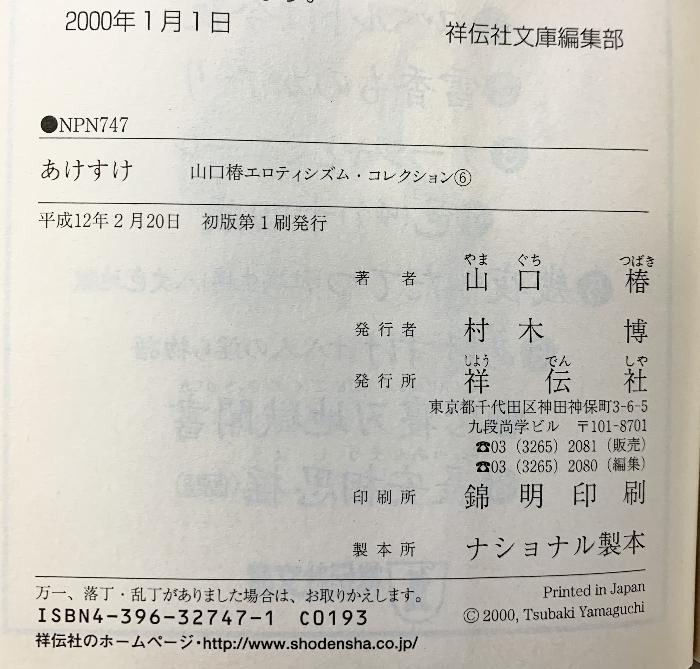 2000年1月1日
祥伝社文庫編集部
●NPN747
あけすけ 山口椿エロティシズム・コレクション⑥
平成12年2月20日 初版第1刷発行
やま ぐち つばき
著者 山口椿
発行者 村木博
しよう でん しや
発行所 祥伝社
東京都千代田区神田神保町3-6-5
九段尚学ビル 〒101-8701
☎03(3265)2081(販売)
☎03(3265)2080(編集)
印刷所 錦明印刷
製本所 ナショナル製本
万一、落丁・乱丁がありました場合は、お取りかえします。
Printed in Japan
ISBN4-396-32747-1 C0193
© 2000, Tsubaki Yamaguchi
祥伝社のホームページ・http://www.shodensha.co.jp/